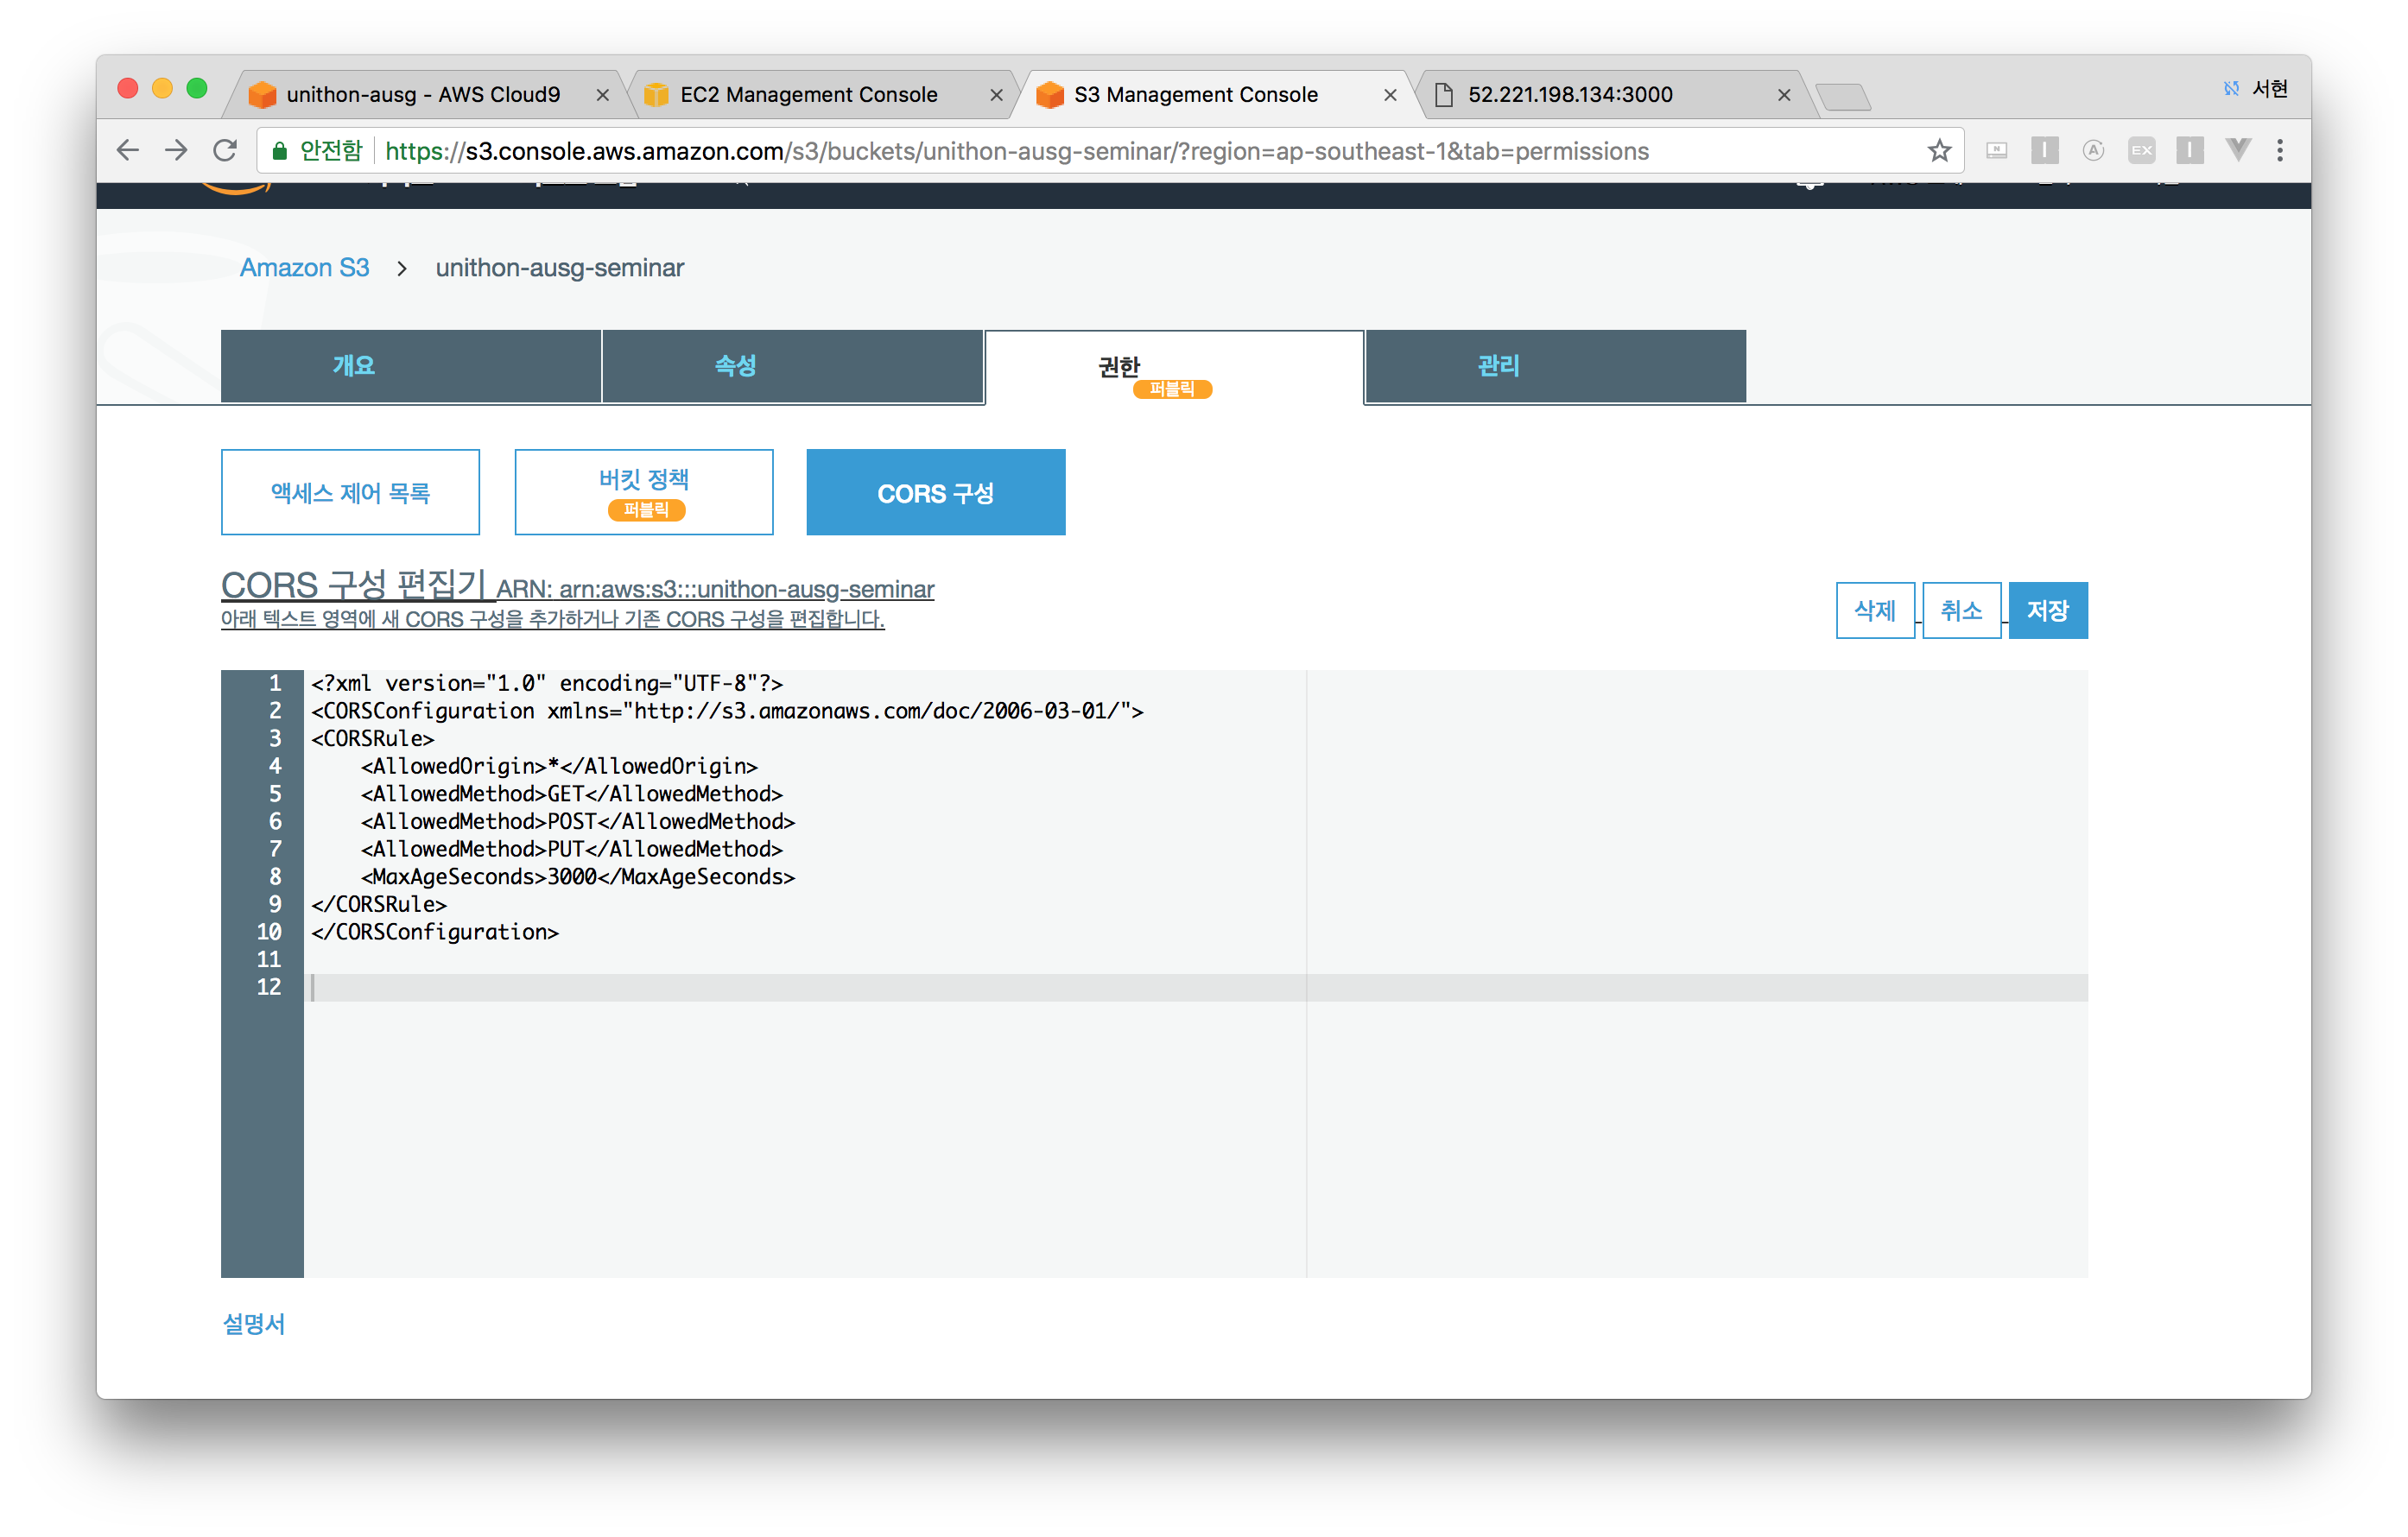 unithon-ausg - AWS Cloud9
EC2 Management Console
S3 Management Console
52.221.198.134:3000
서현
안전함
https://s3.console.aws.amazon.com/s3/buckets/unithon-ausg-seminar/?region=ap-southeast-1&tab=permissions
Amazon S3 > unithon-ausg-seminar
개요
속성
권한
퍼블릭
관리
액세스 제어 목록
버킷 정책
퍼블릭
CORS 구성
CORS 구성 편집기 ARN: arn:aws:s3:::unithon-ausg-seminar
아래 텍스트 영역에 새 CORS 구성을 추가하거나 기존 CORS 구성을 편집합니다.
삭제 취소 저장
1 <?xml version="1.0" encoding="UTF-8"?>
2 <CORSConfiguration xmlns="http://s3.amazonaws.com/doc/2006-03-01/">
3 <CORSRule>
4     <AllowedOrigin>*</AllowedOrigin>
5     <AllowedMethod>GET</AllowedMethod>
6     <AllowedMethod>POST</AllowedMethod>
7     <AllowedMethod>PUT</AllowedMethod>
8     <MaxAgeSeconds>3000</MaxAgeSeconds>
9 </CORSRule>
10 </CORSConfiguration>
11
12
설명서